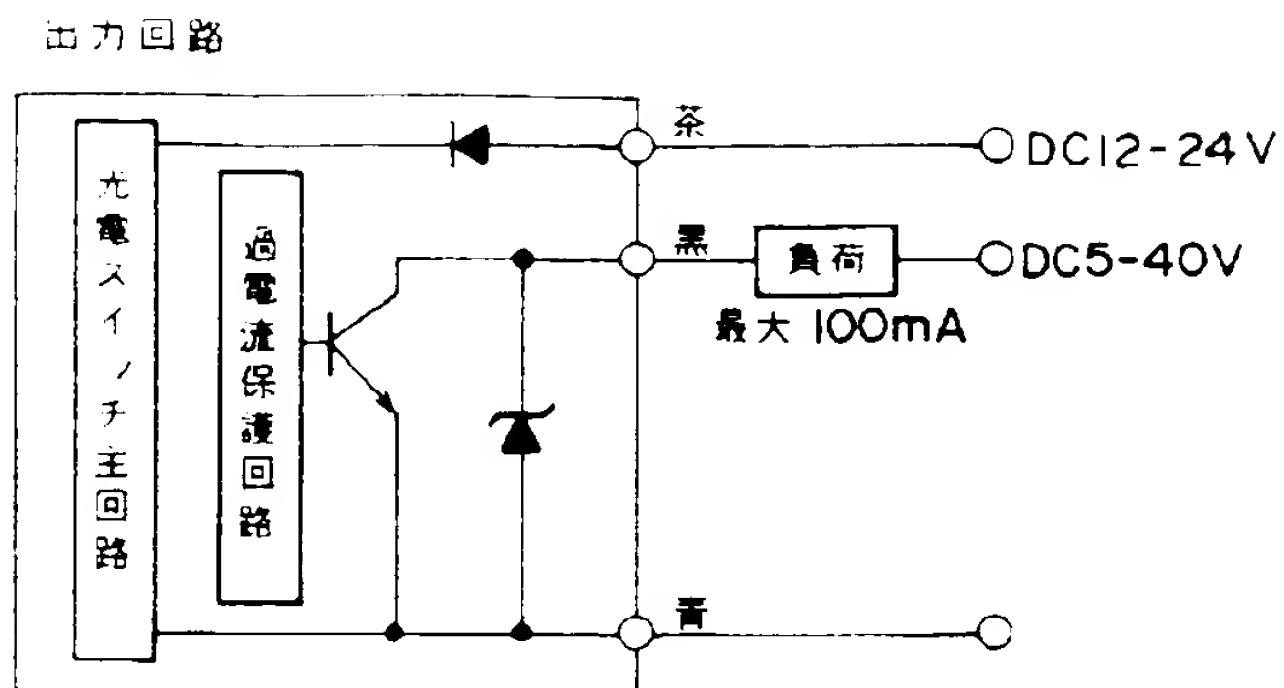 出力回路
茶
DC12-24V
光電スイッチ主回路
過電流保護回路
黒
負荷
DC5-40V
最大 100mA
青